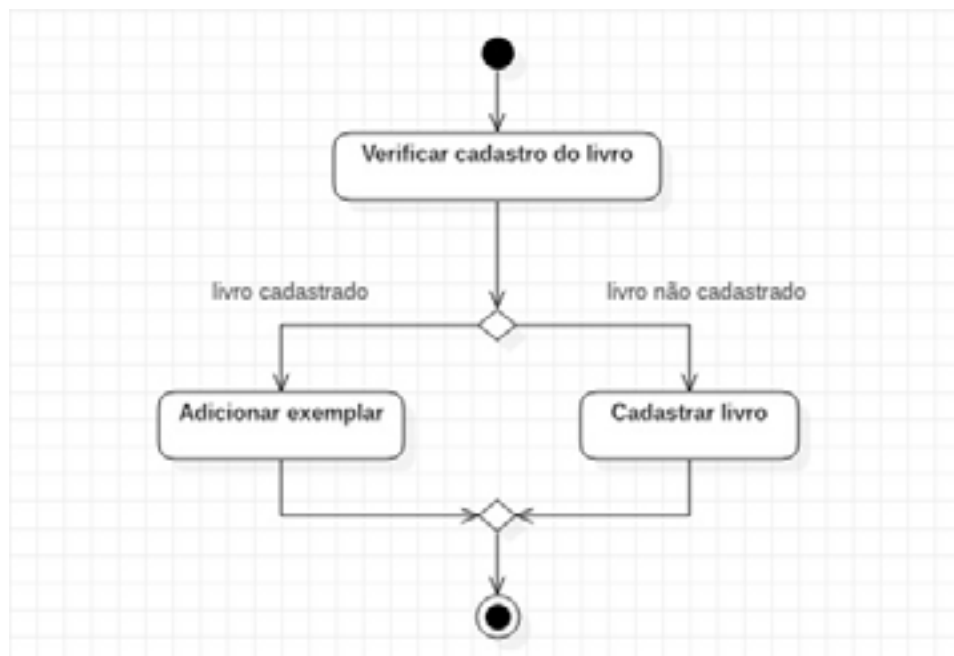 Verificar cadastro do livro
livro cadastrado
livro não cadastrado
Adicionar exemplar
Cadastrar livro